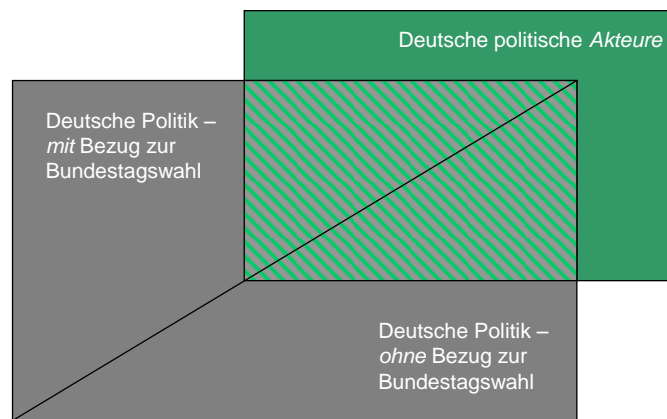 Deutsche politische Akteure
Deutsche Politik –
mit Bezug zur
Bundestagswahl
Deutsche Politik –
ohne Bezug zur
Bundestagswahl